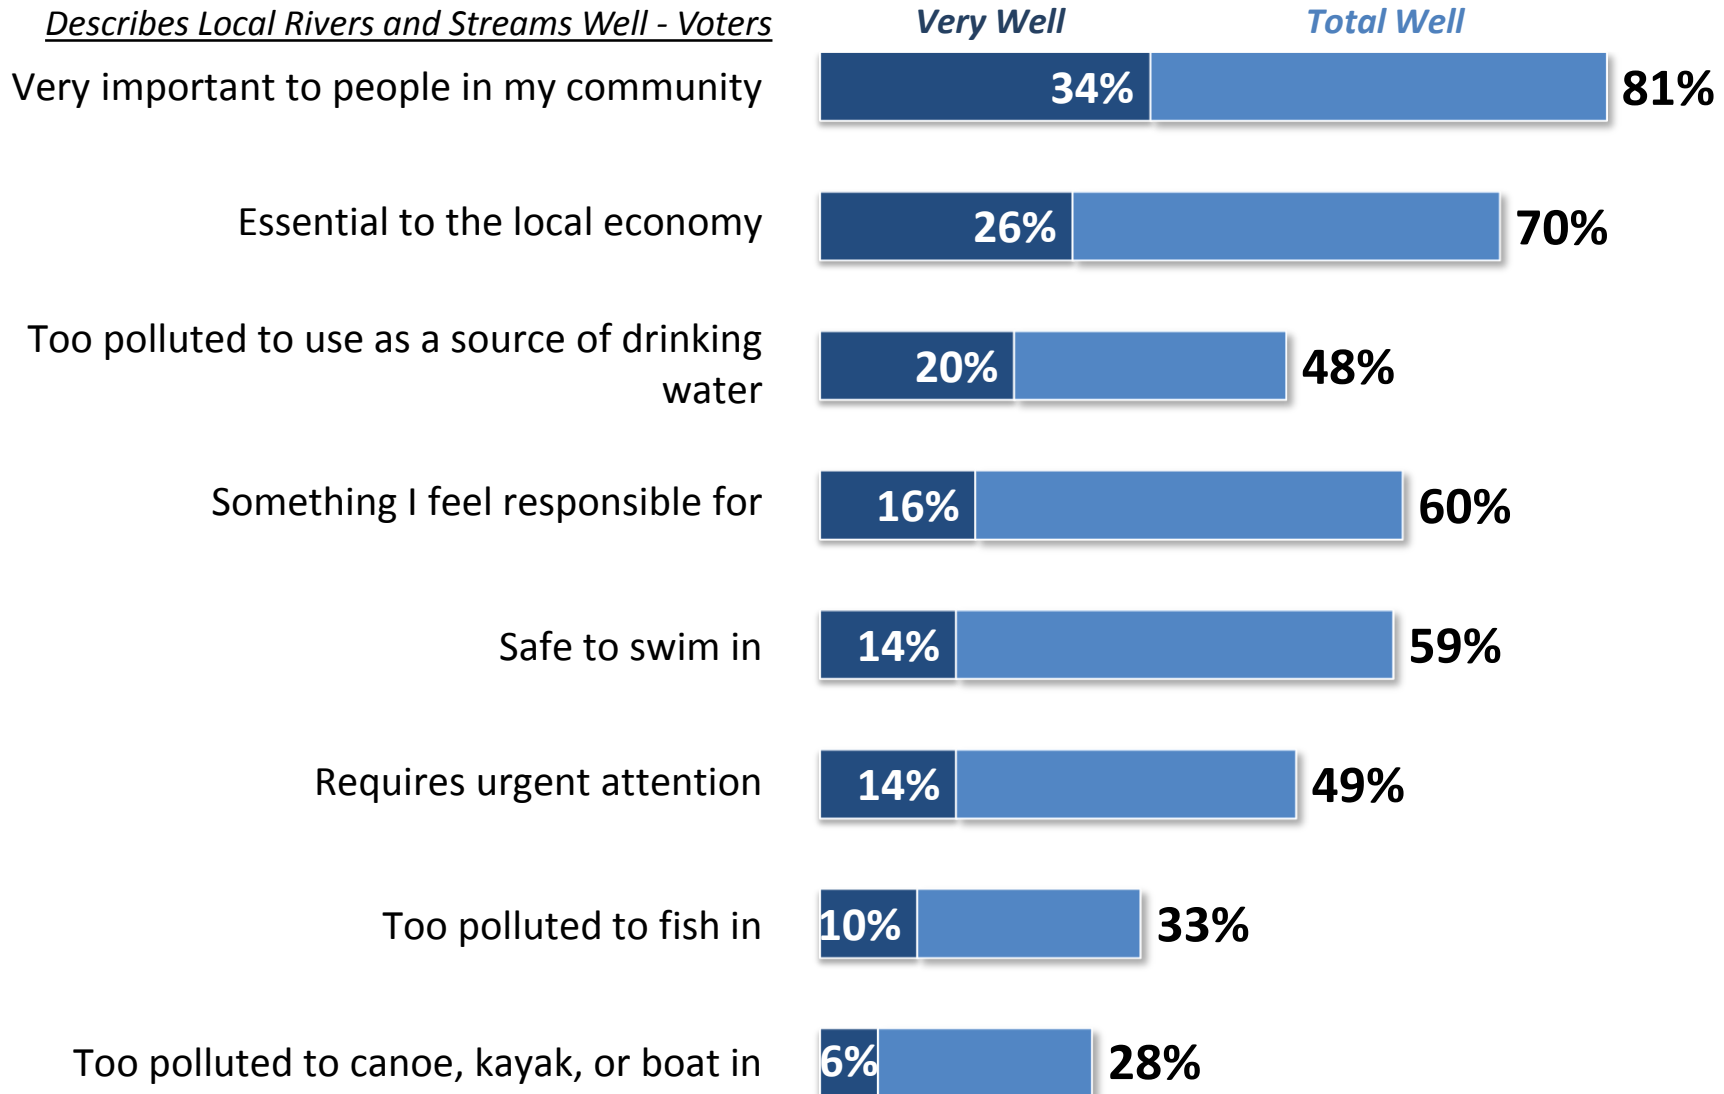 Describes Local Rivers and Streams Well - Voters Very Well Total Well
Very important to people in my community 34% 81%
Essential to the local economy 26% 70%
Too polluted to use as a source of drinking
water 20% 48%
Something I feel responsible for 16% 60%
Safe to swim in 14% 59%
Requires urgent attention 14% 49%
Too polluted to fish in 10% 33%
Too polluted to canoe, kayak, or boat in 6% 28%